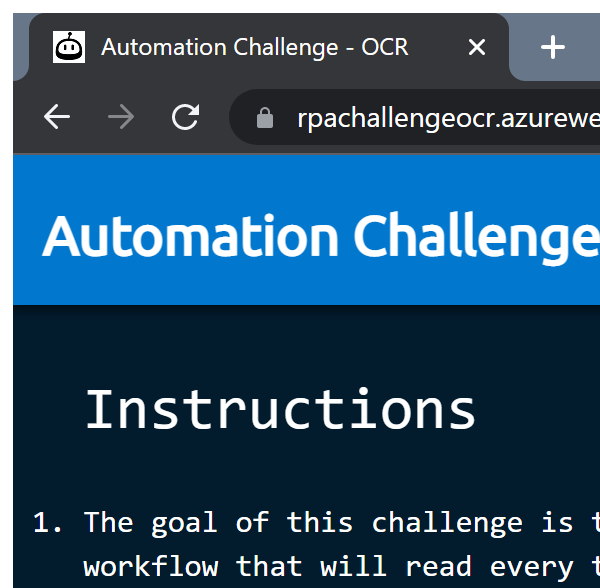 Automation Challenge - OCR
rpachallengeocr.azurewe
Automation Challenge
Instructions
1. The goal of this challenge is t
workflow that will read every t